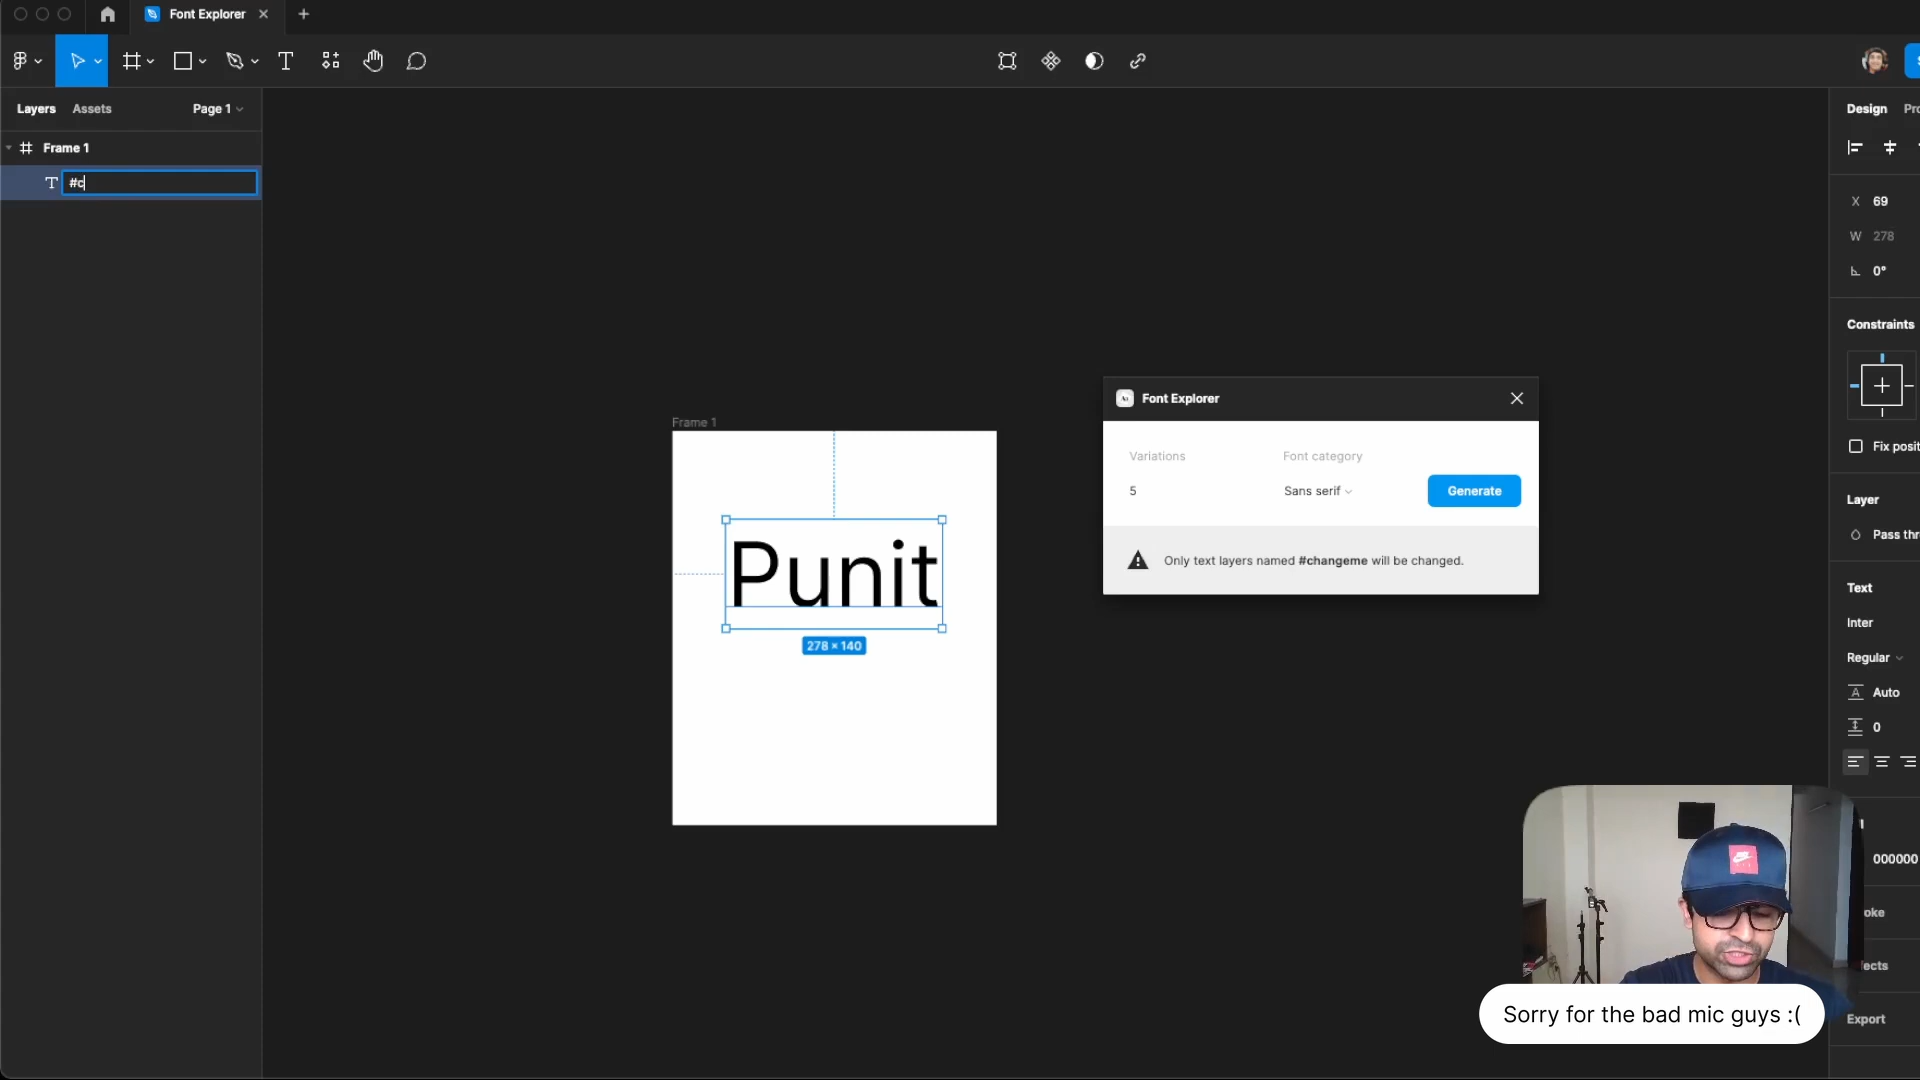 Font Explorer
Layers Assets Page 1
Design
Frame 1
#c
X 69
W 278
0°
Constraints
Frame 1
Font Explorer
Variations Font category
5 Sans serif Generate
Only text layers named #changeme will be changed.
Punit
278 × 140
Fix posit
Layer
Pass thr
Text
Inter
Regular
Auto
0
000000
oke
ects
Sorry for the bad mic guys :(
Export